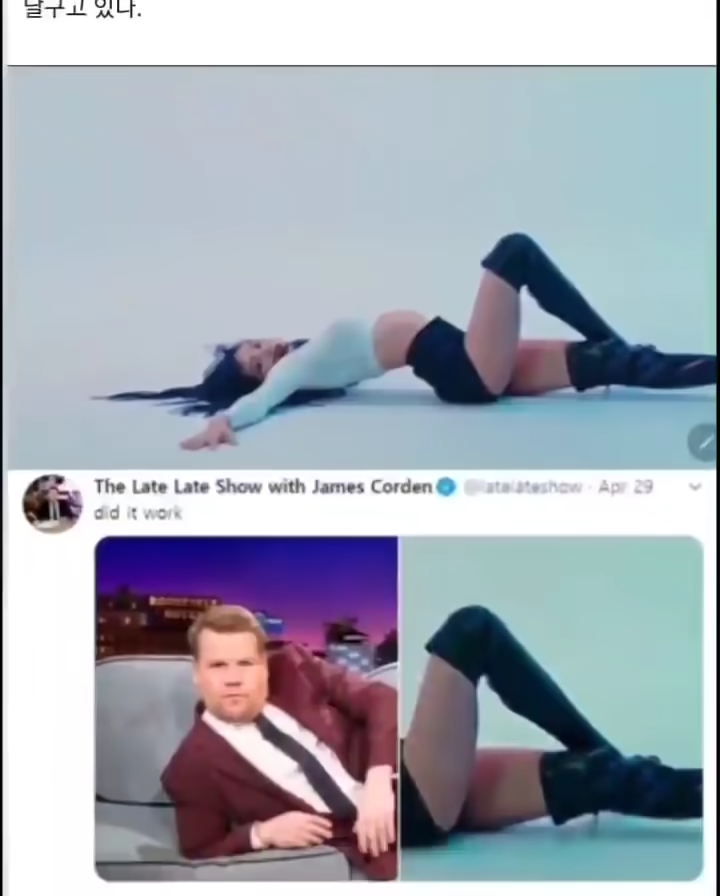 달구고 있다.
The Late Late Show with James Corden @latelateshow · Apr 29
did it work